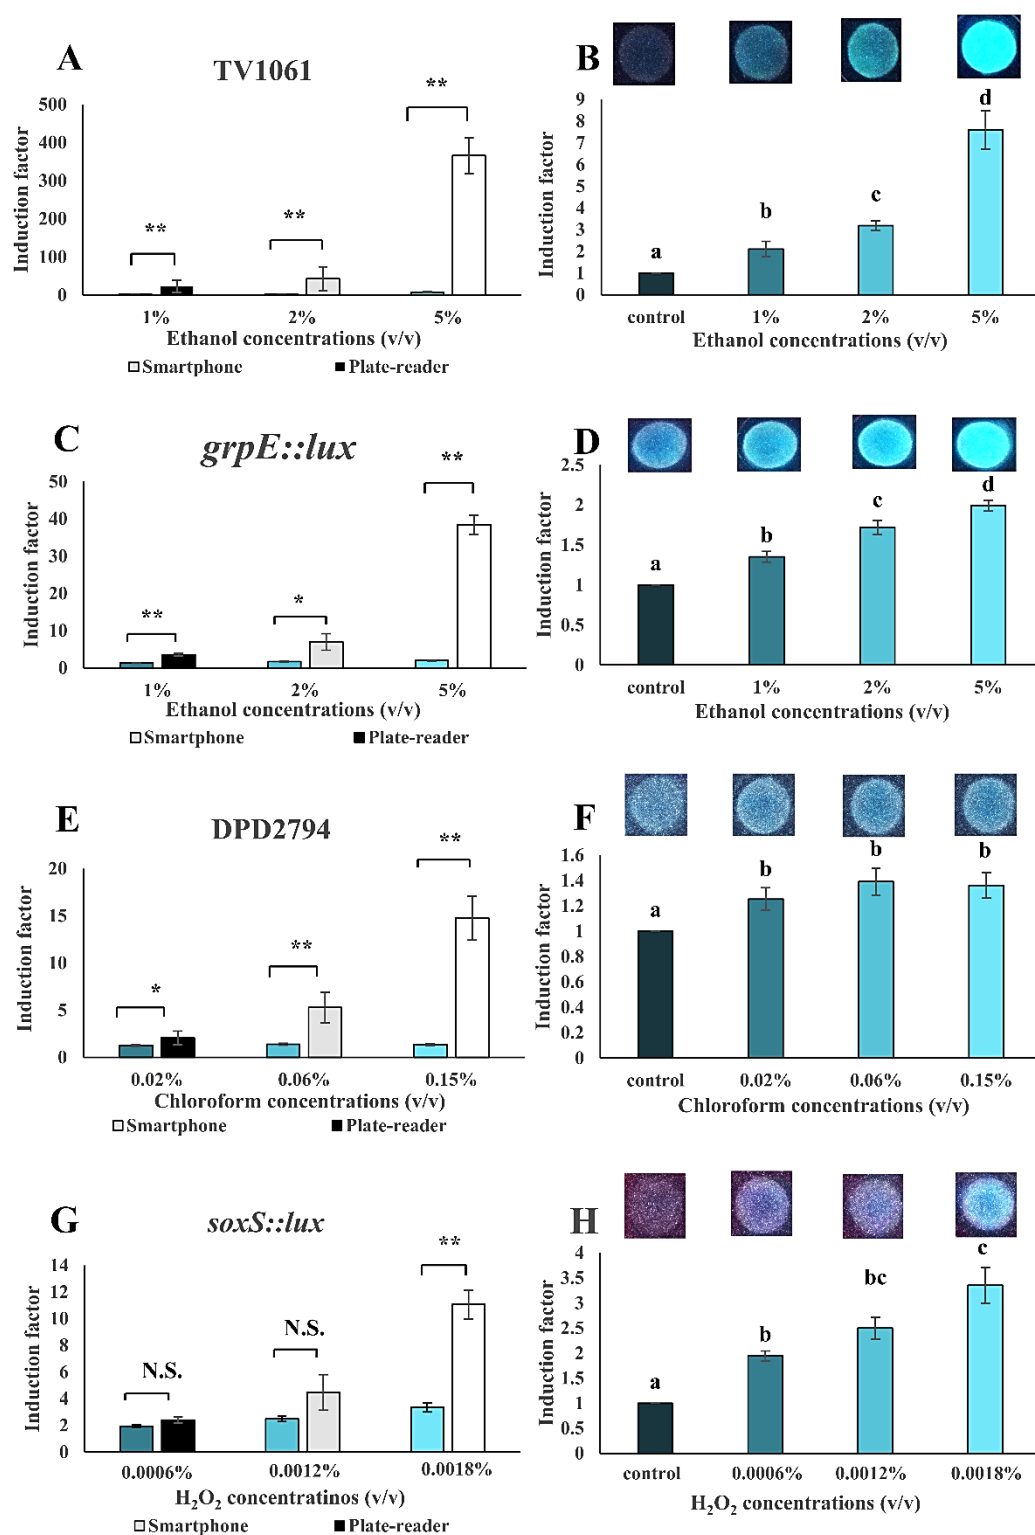 A
TV1061
**
**
**
500
400
300
200
100
0
Induction factor
1%
2%
5%
Ethanol concentrations (v/v)
Smartphone
Plate-reader
B
9
8
7
6
5
4
3
2
1
0
Induction factor
a
b
c
d
control
1%
2%
5%
Ethanol concentrations (v/v)
C
grpE::lux
**
*
**
50
40
30
20
10
0
Induction factor
1%
2%
5%
Ethanol concentrations (v/v)
Smartphone
Plate-reader
D
2.5
2
1.5
1
0.5
0
Induction factor
a
b
c
d
control
1%
2%
5%
Ethanol concentrations (v/v)
E
DPD2794
*
**
**
20
15
10
5
0
Induction factor
0.02%
0.06%
0.15%
Chloroform concentrations (v/v)
Smartphone
Plate-reader
F
1.6
1.4
1.2
1
0.8
0.6
0.4
0.2
0
Induction factor
a
b
b
b
control
0.02%
0.06%
0.15%
Chloroform concentrations (v/v)
G
soxS::lux
N.S.
N.S.
**
14
12
10
8
6
4
2
0
Induction factor
0.0006%
0.0012%
0.0018%
H₂O₂ concentratinos (v/v)
Smartphone
Plate-reader
H
4
3.5
3
2.5
2
1.5
1
0.5
0
Induction factor
a
b
bc
c
control
0.0006%
0.0012%
0.0018%
H₂O₂ concentrations (v/v)